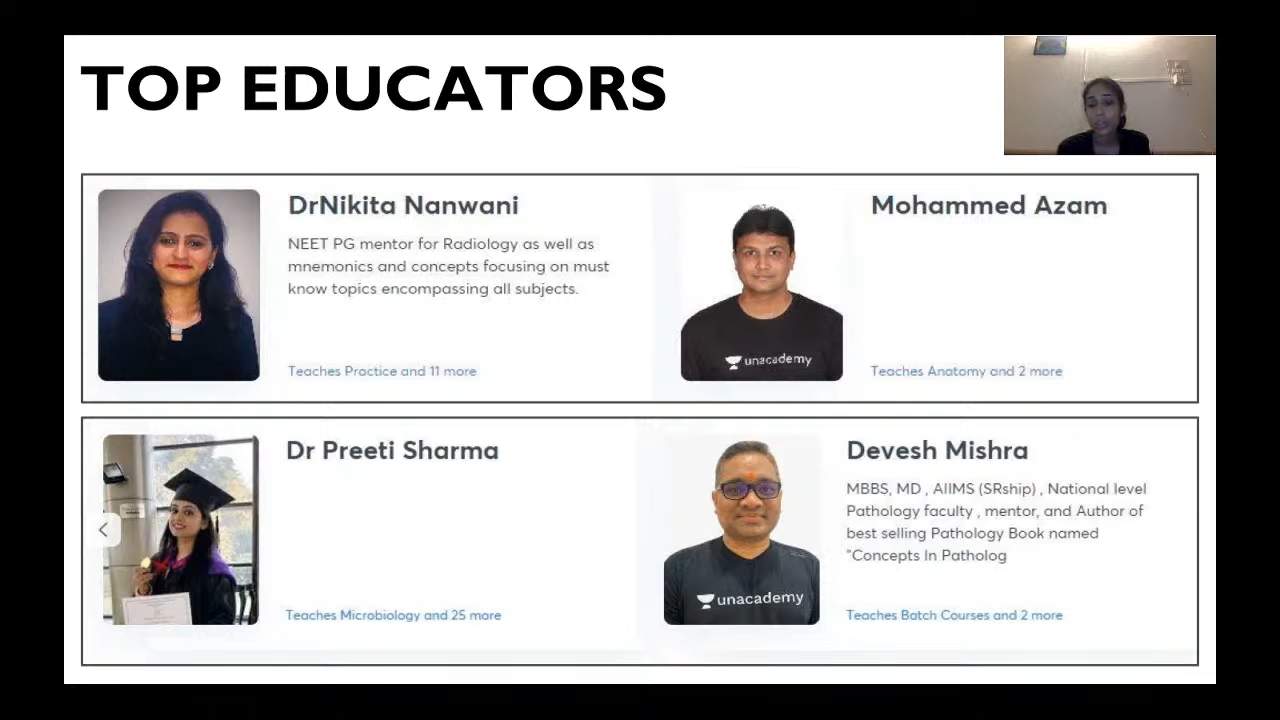 TOP EDUCATORS
DrNikita Nanwani
NEET PG mentor for Radiology as well as
mnemonics and concepts focusing on must
know topics encompassing all subjects.
Teaches Practice and 11 more
Mohammed Azam
unacademy
Teaches Anatomy and 2 more
Dr Preeti Sharma
Teaches Microbiology and 25 more
Devesh Mishra
MBBS, MD , AIIMS (SRship) , National level
Pathology faculty , mentor, and Author of
best selling Pathology Book named
"Concepts In Patholog
unacademy
Teaches Batch Courses and 2 more